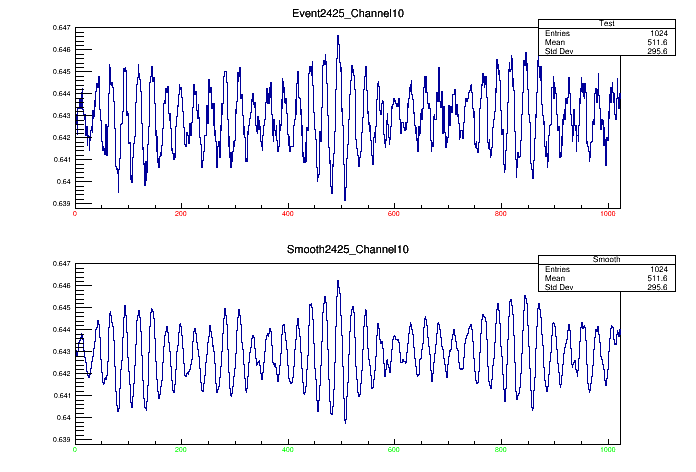 Event2425_Channel10
Test
Entries 1024
Mean 511.6
Std Dev 295.6
0.647
0.646
0.645
0.644
0.643
0.642
0.641
0.64
0.639
0 200 400 600 800 1000
Smooth2425_Channel10
Smooth
Entries 1024
Mean 511.6
Std Dev 295.6
0.647
0.646
0.645
0.644
0.643
0.642
0.641
0.64
0.639
0 200 400 600 800 1000